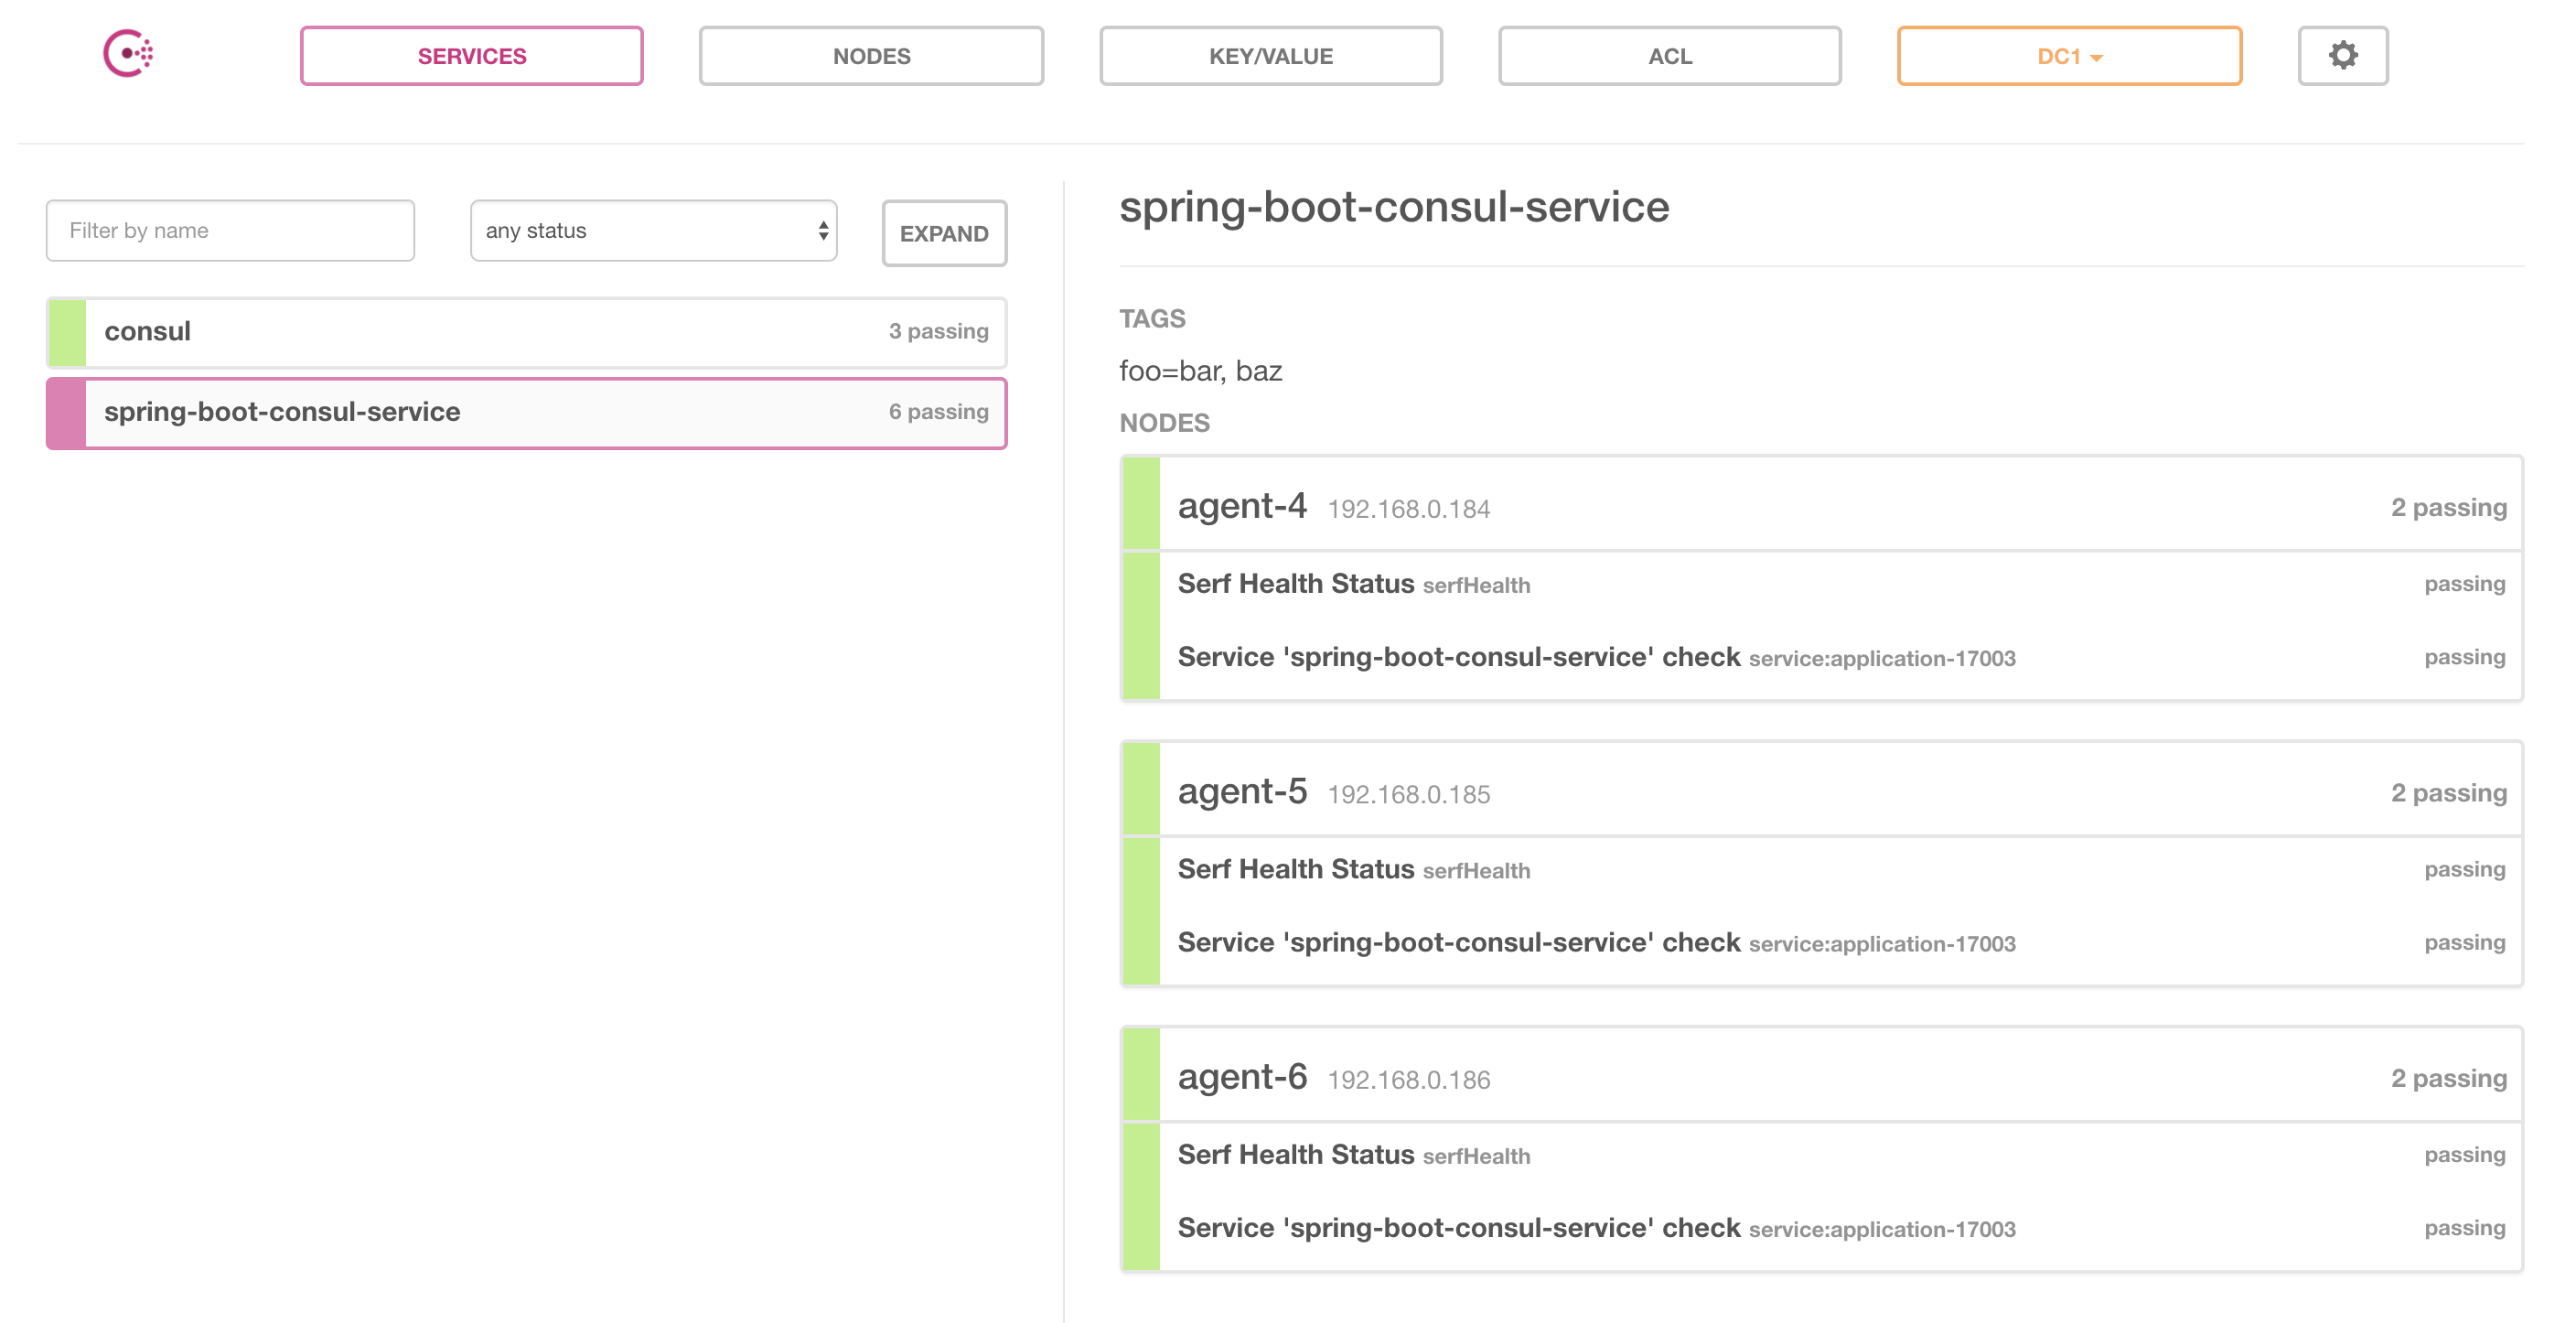 SERVICES NODES KEY/VALUE ACL DC1
Filter by name any status EXPAND
consul 3 passing
spring-boot-consul-service 6 passing
spring-boot-consul-service
TAGS
foo=bar, baz
NODES
agent-4 192.168.0.184 2 passing
Serf Health Status serfHealth passing
Service 'spring-boot-consul-service' check service:application-17003 passing
agent-5 192.168.0.185 2 passing
Serf Health Status serfHealth passing
Service 'spring-boot-consul-service' check service:application-17003 passing
agent-6 192.168.0.186 2 passing
Serf Health Status serfHealth passing
Service 'spring-boot-consul-service' check service:application-17003 passing